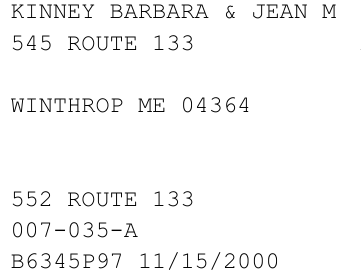 KINNEY BARBARA & JEAN M
545 ROUTE 133
WINTHROP ME 04364
552 ROUTE 133
007-035-A
B6345P97 11/15/2000